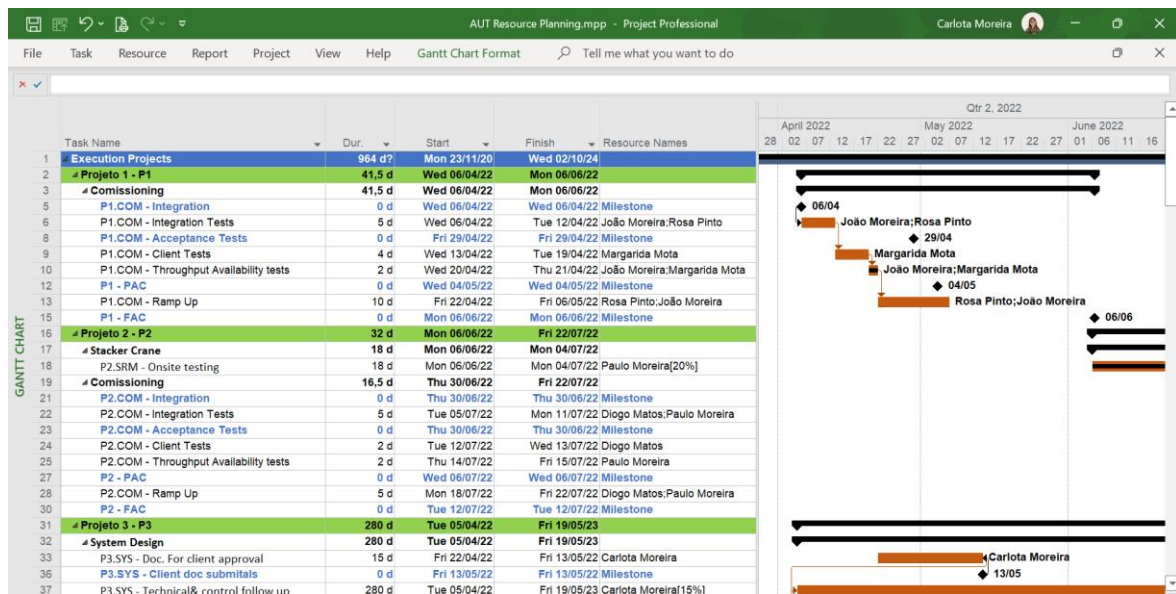 AUT Resource Planning.mpp - Project Professional Carlota Moreira
File Task Resource Report Project View Help Gantt Chart Format Tell me what you want to do
Qtr 2, 2022
April 2022 May 2022 June 2022
Task Name Dur. Start Finish Resource Names 28 02 07 12 17 22 27 02 07 12 17 22 27 01 06 11 16
1 Execution Projects 964 d? Mon 23/11/20 Wed 02/10/24
2 Projeto 1 - P1 41,5 d Wed 06/04/22 Mon 06/06/22
3 Comissioning 41,5 d Wed 06/04/22 Mon 06/06/22
5 P1.COM - Integration 0 d Wed 06/04/22 Wed 06/04/22 Milestone 06/04
6 P1.COM - Integration Tests 5 d Wed 06/04/22 Tue 12/04/22 João Moreira;Rosa Pinto João Moreira;Rosa Pinto
8 P1.COM - Acceptance Tests 0 d Fri 29/04/22 Fri 29/04/22 Milestone 29/04
9 P1.COM - Client Tests 4 d Wed 13/04/22 Tue 19/04/22 Margarida Mota Margarida Mota
10 P1.COM - Throughput Availability tests 2 d Wed 20/04/22 Thu 21/04/22 João Moreira;Margarida Mota João Moreira;Margarida Mota
12 P1 - PAC 0 d Wed 04/05/22 Wed 04/05/22 Milestone 04/05
13 P1.COM - Ramp Up 10 d Fri 22/04/22 Fri 06/05/22 Rosa Pinto;João Moreira Rosa Pinto;João Moreira
15 P1 - FAC 0 d Mon 06/06/22 Mon 06/06/22 Milestone 06/06
16 Projeto 2 - P2 32 d Mon 06/06/22 Fri 22/07/22
17 Stacker Crane 18 d Mon 06/06/22 Mon 04/07/22
18 P2.SRM - Onsite testing 18 d Mon 06/06/22 Mon 04/07/22 Paulo Moreira[20%]
19 Comissioning 16,5 d Thu 30/06/22 Fri 22/07/22
21 P2.COM - Integration 0 d Thu 30/06/22 Thu 30/06/22 Milestone
22 P2.COM - Integration Tests 5 d Tue 05/07/22 Mon 11/07/22 Diogo Matos;Paulo Moreira
23 P2.COM - Acceptance Tests 0 d Thu 30/06/22 Thu 30/06/22 Milestone
24 P2.COM - Client Tests 2 d Tue 12/07/22 Wed 13/07/22 Diogo Matos
25 P2.COM - Throughput Availability tests 2 d Thu 14/07/22 Fri 15/07/22 Paulo Moreira
27 P2 - PAC 0 d Wed 06/07/22 Wed 06/07/22 Milestone
28 P2.COM - Ramp Up 5 d Mon 18/07/22 Fri 22/07/22 Diogo Matos;Paulo Moreira
30 P2 - FAC 0 d Tue 12/07/22 Tue 12/07/22 Milestone
31 Projeto 3 - P3 280 d Tue 05/04/22 Fri 19/05/23
32 System Design 280 d Tue 05/04/22 Fri 19/05/23
33 P3.SYS - Doc. For client approval 15 d Fri 22/04/22 Fri 13/05/22 Carlota Moreira Carlota Moreira
36 P3.SYS - Client doc submitals 0 d Fri 13/05/22 Fri 13/05/22 Milestone 13/05
37 P3.SYS - Technical& control follow up 280 d Tue 05/04/22 Fri 19/05/23 Carlota Moreira[15%]
GANTT CHART